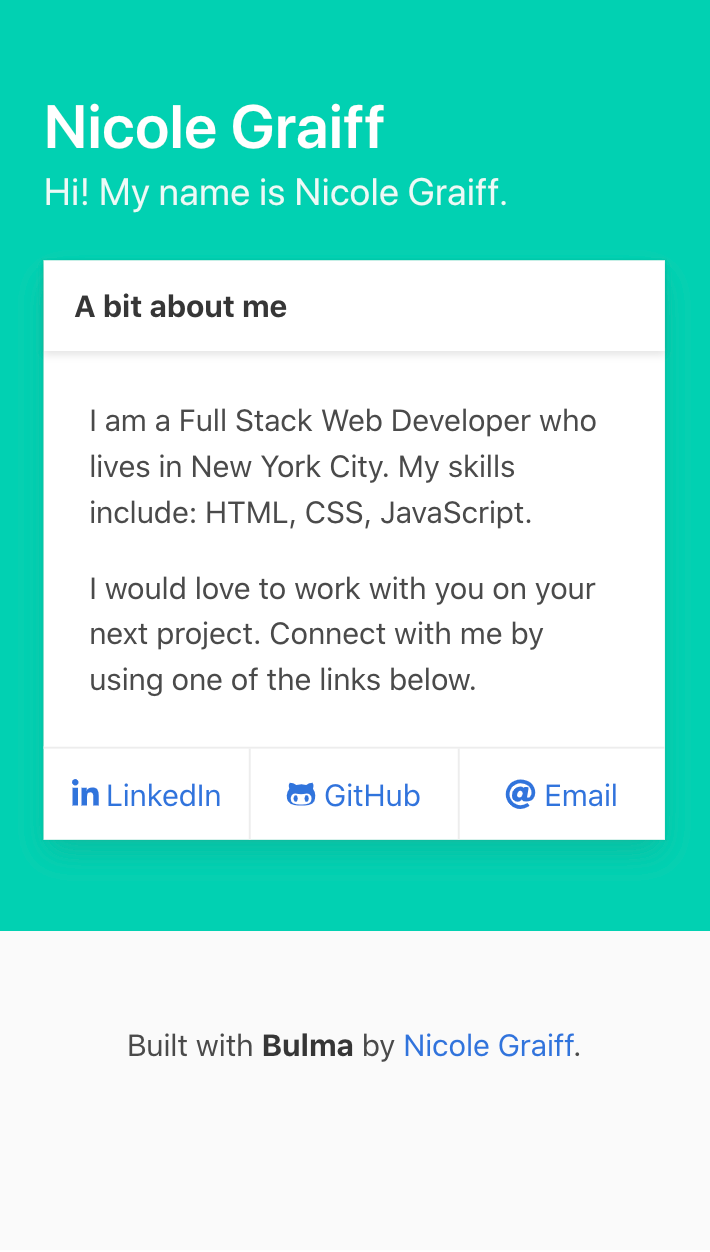 Nicole Graiff
Hi! My name is Nicole Graiff.
A bit about me
I am a Full Stack Web Developer who
lives in New York City. My skills
include: HTML, CSS, JavaScript.
I would love to work with you on your
next project. Connect with me by
using one of the links below.
in LinkedIn GitHub @ Email
Built with Bulma by Nicole Graiff.